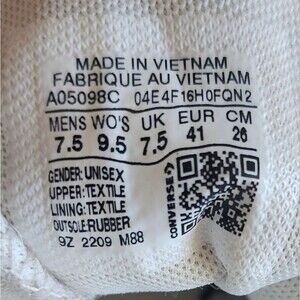 MADE IN VIETNAM
FABRIQUE AU VIETNAM
A05098C 04E4F16H0FQN2
MENS WO'S UK EUR CM
7.5 9.5 7.5 41 26
GENDER: UNISEX
UPPER: TEXTILE
LINING: TEXTILE
OUTSOLE:RUBBER
9Z 2209 M88
CONVERSE